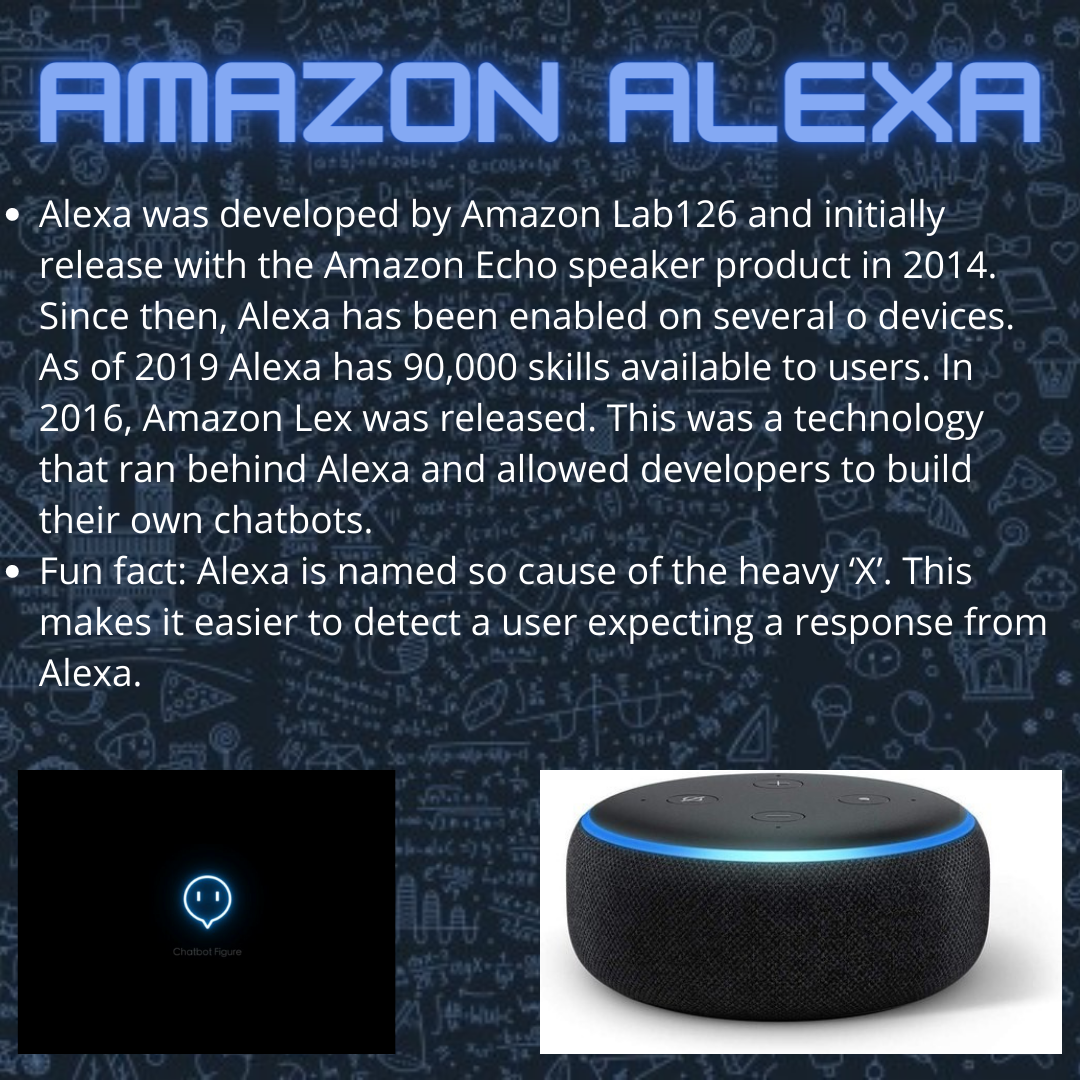 AMAZON ALEXA
• Alexa was developed by Amazon Lab126 and initially
release with the Amazon Echo speaker product in 2014.
Since then, Alexa has been enabled on several o devices.
As of 2019 Alexa has 90,000 skills available to users. In
2016, Amazon Lex was released. This was a technology
that ran behind Alexa and allowed developers to build
their own chatbots.
• Fun fact: Alexa is named so cause of the heavy ‘X’. This
makes it easier to detect a user expecting a response from
Alexa.
Chatbot Figure